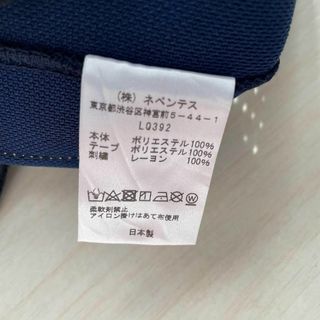 (株) ネペンテス
東京都渋谷区神宮前5-44-1
LQ392
本体 ポリエステル100%
テープ ポリエステル100%
刺繍 レーヨン 100%
柔軟剤禁止
アイロン掛けはあて布使用
日本製